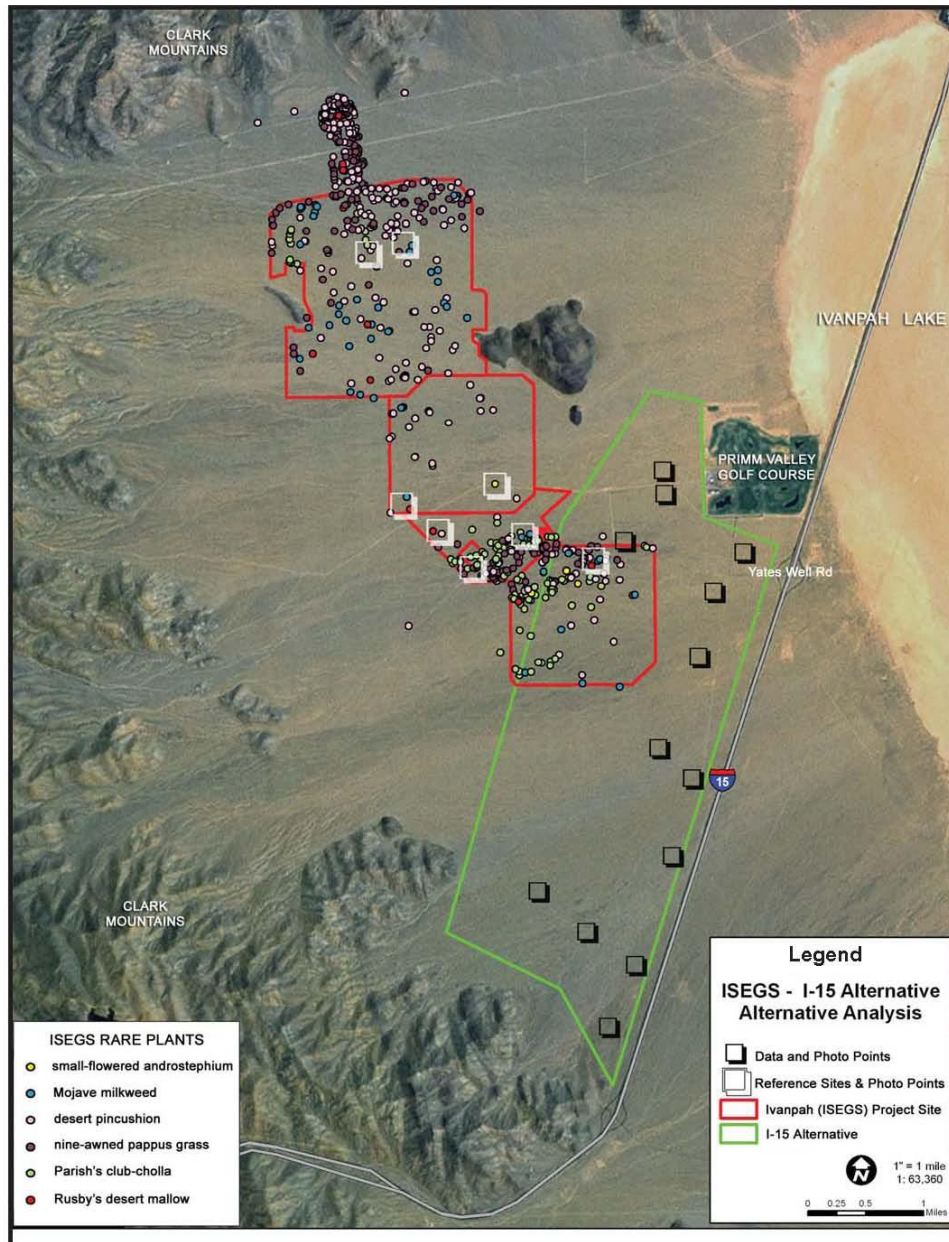 CLARK
MOUNTAINS
IVANPAH LAKE
PRIMM VALLEY
GOLF COURSE
Yates Well Rd
15
CLARK
MOUNTAINS
ISEGS RARE PLANTS
small-flowered androstephium
Mojave milkweed
desert pincushion
nine-awned pappus grass
Parish's club-cholla
Rusby's desert mallow
Legend
ISEGS - I-15 Alternative
Alternative Analysis
Data and Photo Points
Reference Sites & Photo Points
Ivanpah (ISEGS) Project Site
I-15 Alternative
N
1" = 1 mile
1: 63,360
0 0.25 0.5 1
Miles